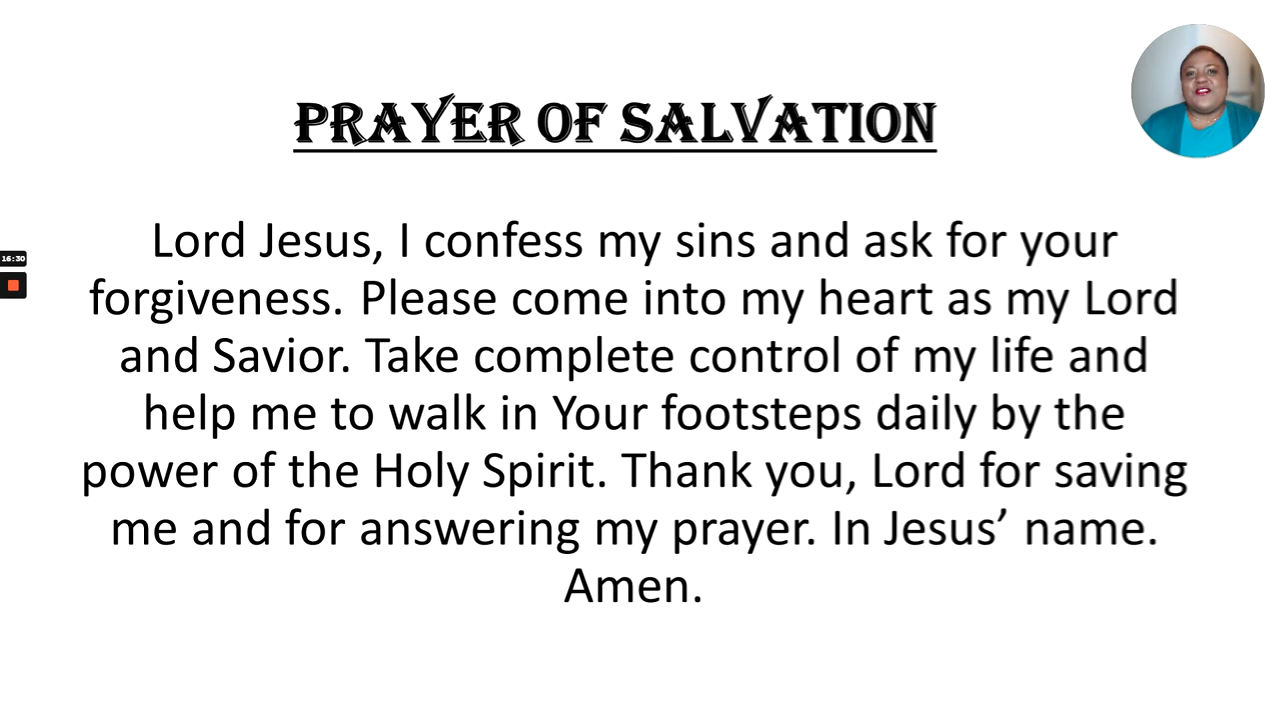 PRAYER OF SALVATION
16:30
Lord Jesus, I confess my sins and ask for your
forgiveness. Please come into my heart as my Lord
and Savior. Take complete control of my life and
help me to walk in Your footsteps daily by the
power of the Holy Spirit. Thank you, Lord for saving
me and for answering my prayer. In Jesus’ name.
Amen.